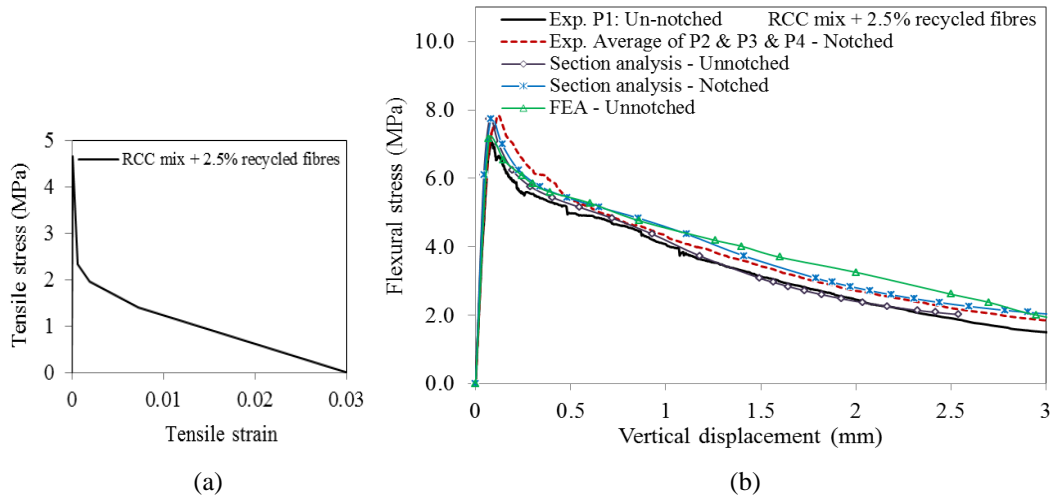 5
4
3
2
1
0
Tensile stress (MPa)
RCC mix + 2.5% recycled fibres
0
0.01
0.02
0.03
Tensile strain
(a)
10.0
8.0
6.0
4.0
2.0
0.0
Flexural stress (MPa)
Exp. P1: Un-notched
RCC mix + 2.5% recycled fibres
Exp. Average of P2 & P3 & P4 - Notched
Section analysis - Unnotched
Section analysis - Notched
FEA - Unnotched
0
0.5
1
1.5
2
2.5
3
Vertical displacement (mm)
(b)